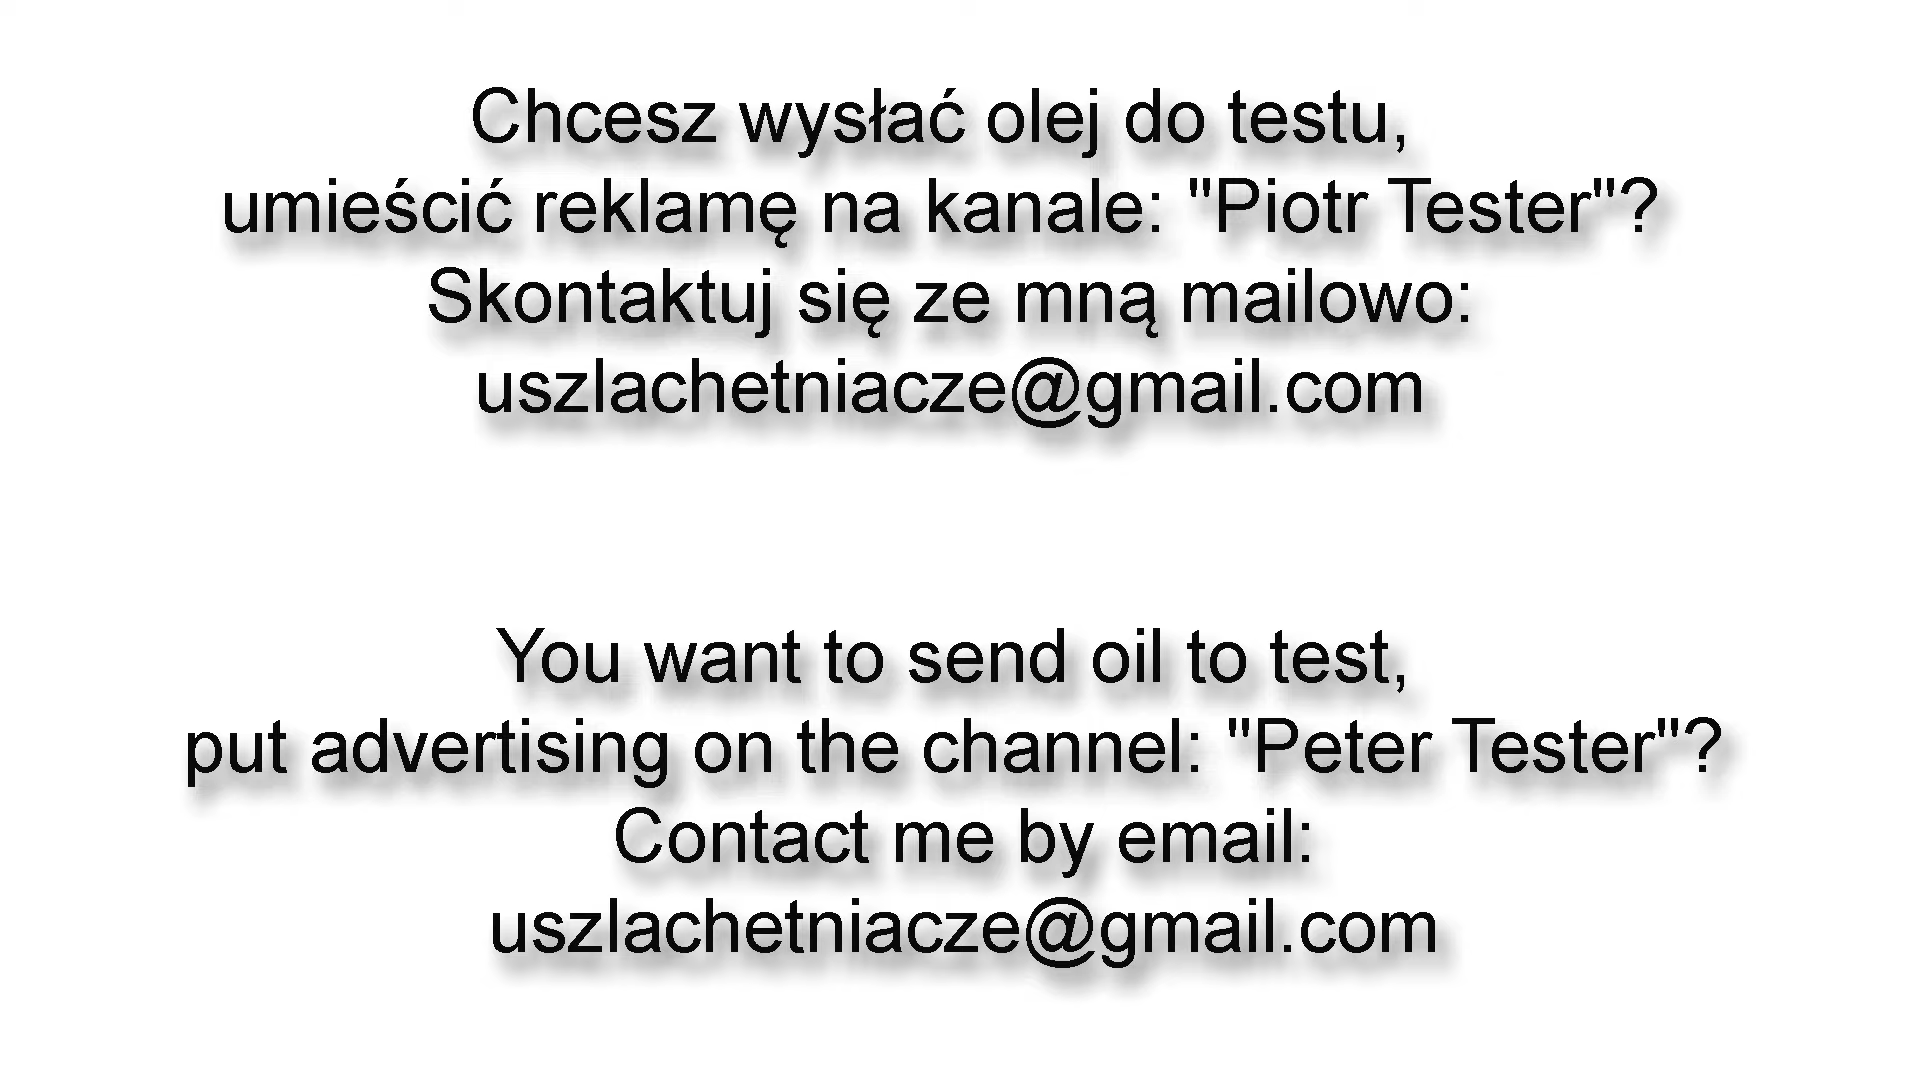 Chcesz wysłać olej do testu,
umieścić reklamę na kanale: "Piotr Tester"?
Skontaktuj się ze mną mailowo:
uszlachetniacze@gmail.com
You want to send oil to test,
put advertising on the channel: "Peter Tester"?
Contact me by email:
uszlachetniacze@gmail.com